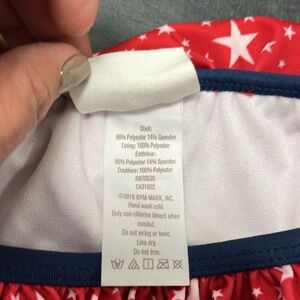 Shell:
86% Polyester 14% Spandex
Lining: 100% Polyester
Extérieur:
86% Polyester 14% Spandex
Doublure: 100% Polyester
RN70530
CA31002
©2015 GYM-MARK, INC.
Hand wash cold.
Only non-chlorine bleach when
needed.
Do not wring or twist.
Line dry.
Do not iron.